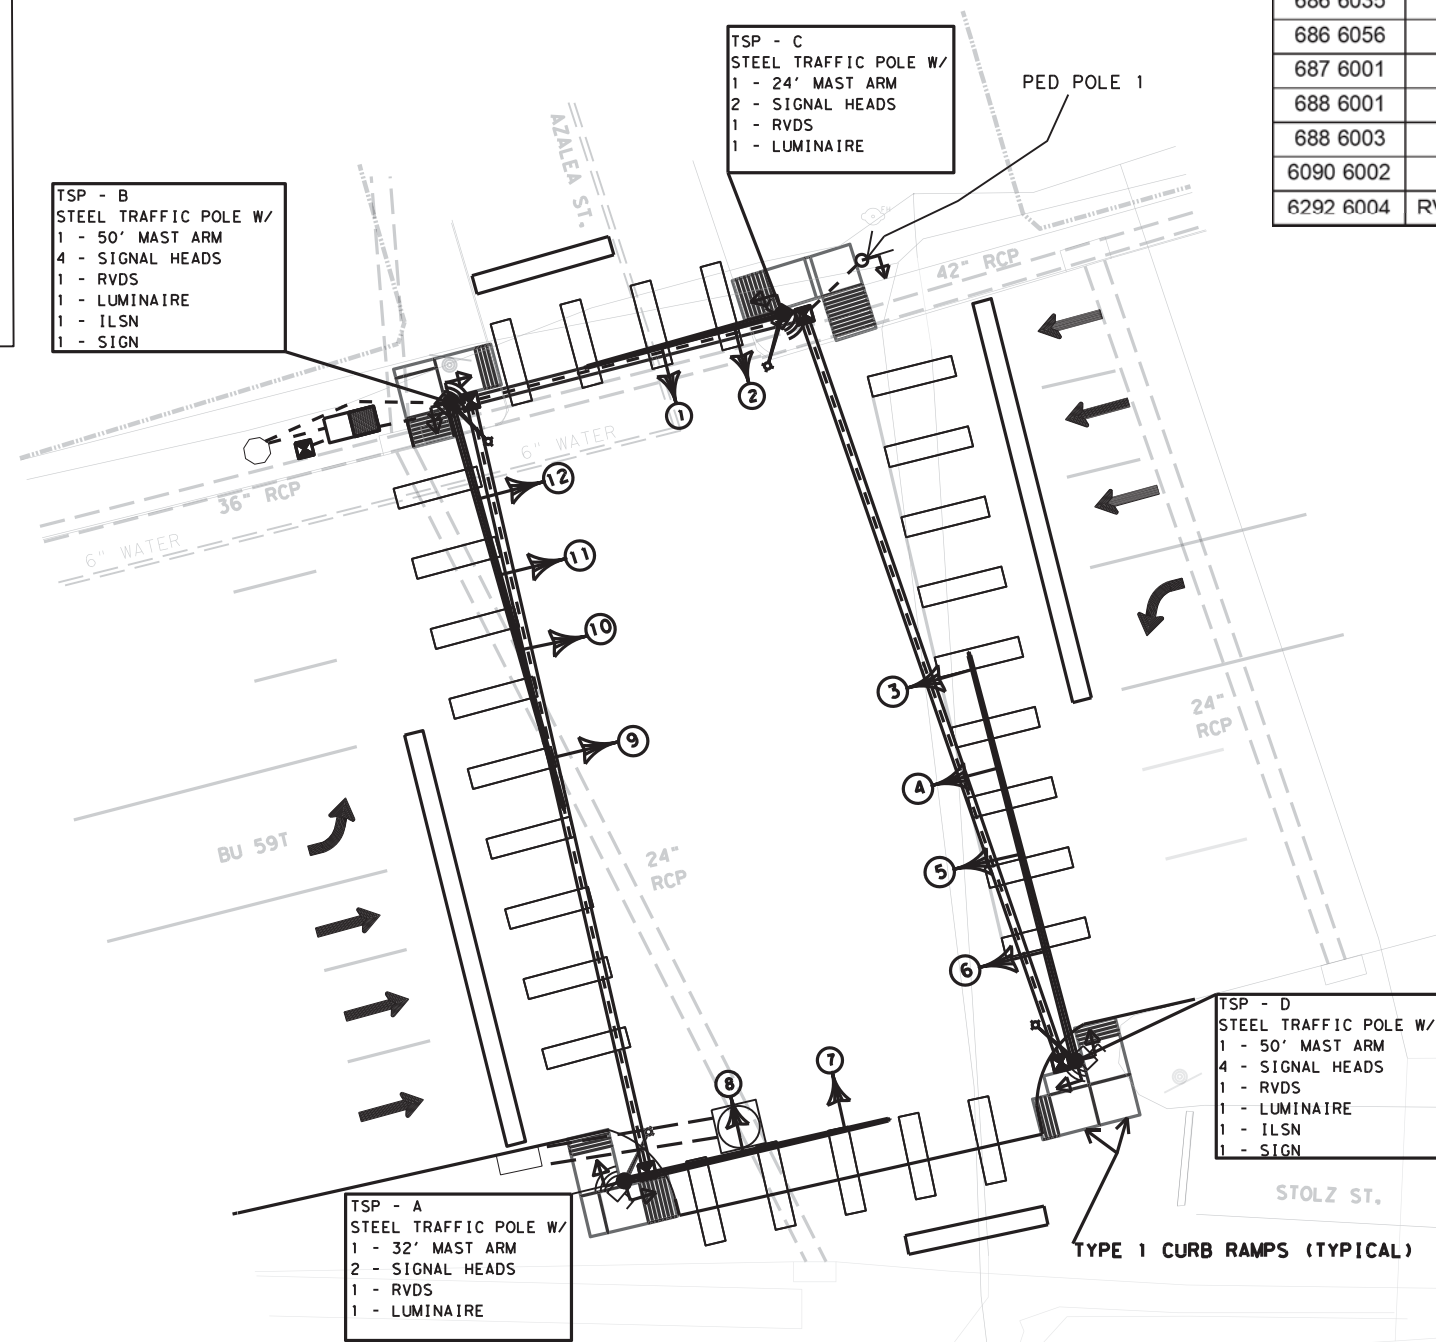 686 6035
686 6056
687 6001
688 6001
688 6003
6090 6002
6292 6004
TSP - C
STEEL TRAFFIC POLE W/
1 - 24' MAST ARM
2 - SIGNAL HEADS
1 - RVDS
1 - LUMINAIRE
PED POLE 1
AZALEA ST.
TSP - B
STEEL TRAFFIC POLE W/
1 - 50' MAST ARM
4 - SIGNAL HEADS
1 - RVDS
1 - LUMINAIRE
1 - ILSN
1 - SIGN
42" RCP
1
2
6" WATER
36" RCP
6" WATER
12
11
10
9
3
4
5
6
24"
RCP
BU 59T
24"
RCP
7
8
TSP - D
STEEL TRAFFIC POLE W/
1 - 50' MAST ARM
4 - SIGNAL HEADS
1 - RVDS
1 - LUMINAIRE
1 - ILSN
1 - SIGN
STOLZ ST.
TSP - A
STEEL TRAFFIC POLE W/
1 - 32' MAST ARM
2 - SIGNAL HEADS
1 - RVDS
1 - LUMINAIRE
TYPE 1 CURB RAMPS (TYPICAL)